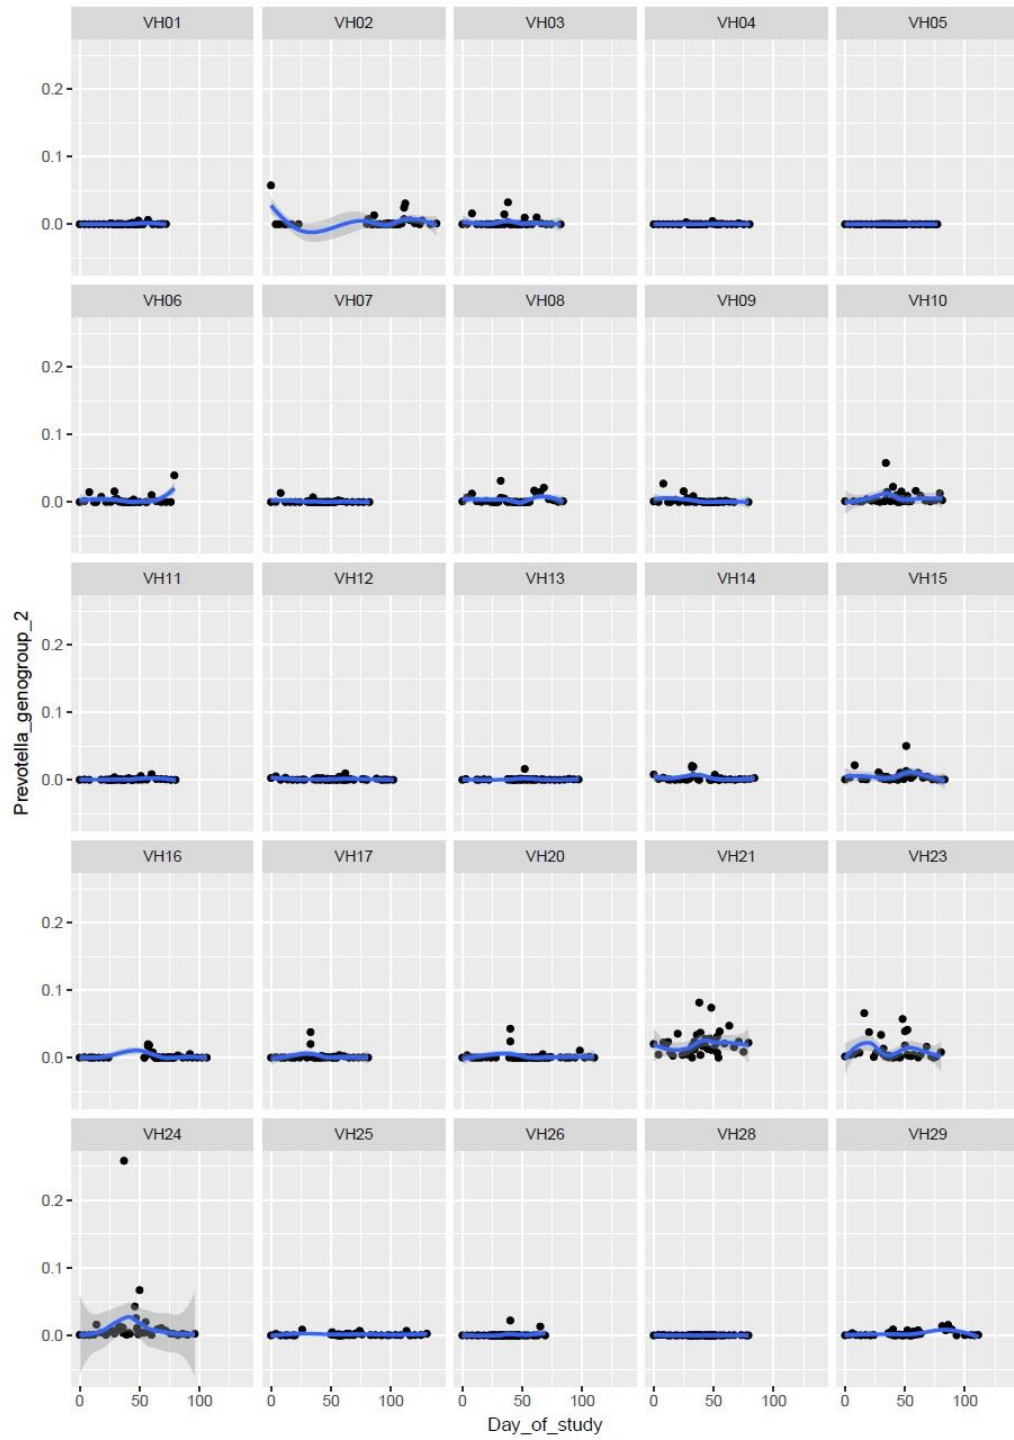 VH01 VH02 VH03 VH04 VH05
0.2
0.1
0.0
VH06 VH07 VH08 VH09 VH10
0.2
0.1
0.0
VH11 VH12 VH13 VH14 VH15
0.2
0.1
0.0
VH16 VH17 VH20 VH21 VH23
0.2
0.1
0.0
VH24 VH25 VH26 VH28 VH29
0.2
0.1
0.0
0 50 100 0 50 100 0 50 100 0 50 100 0 50 100
Day_of_study
Prevotella_genogroup_2